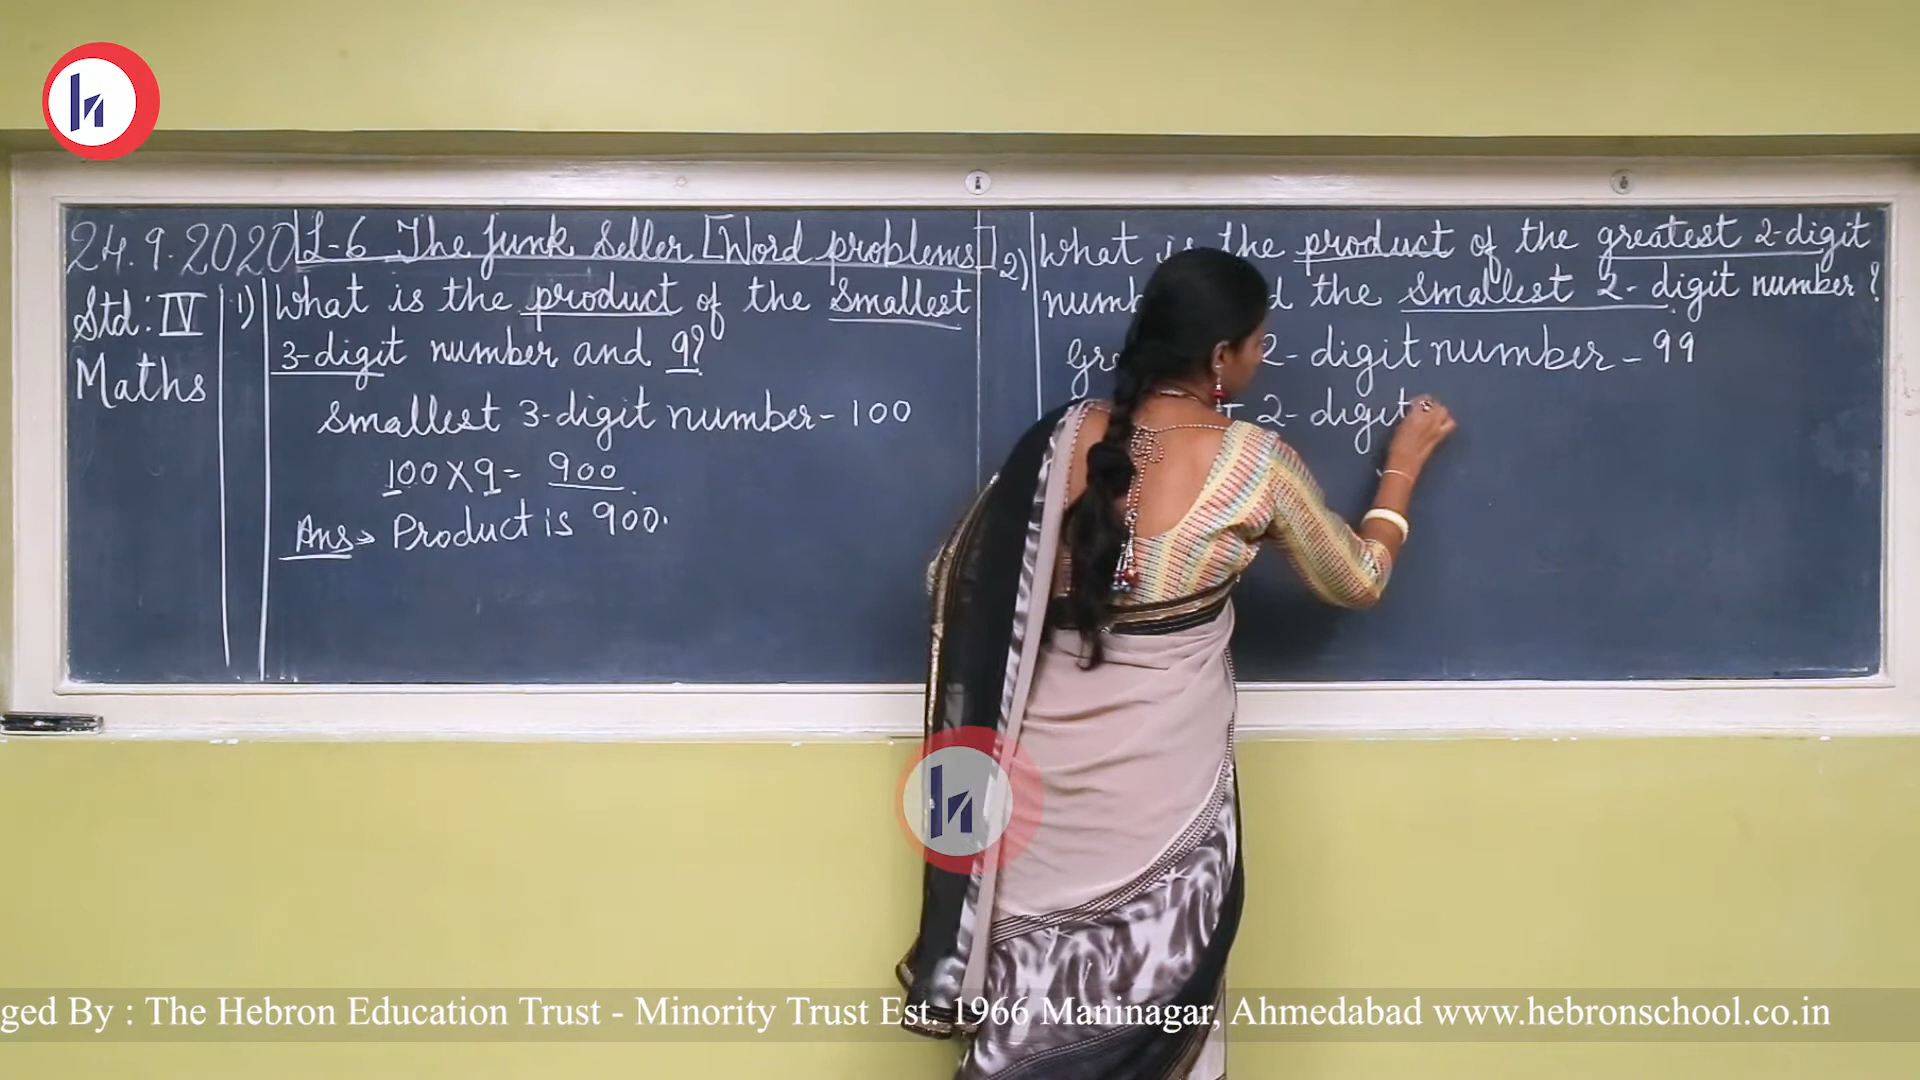 24.9.2020 L-6 The Junk Seller [Word problems]
Std: IV
Maths
1) What is the product of the smallest
3-digit number and 9?
Smallest 3-digit number - 100
100 X 9 = 900
Ans → Product is 900.
2) What is the product of the greatest 2-digit
the smallest 2-digit number?
2-digit number - 99
2-digit
ged By : The Hebron Education Trust - Minority Trust Est. 1966 Maninagar, Ahmedabad www.hebronschool.co.in